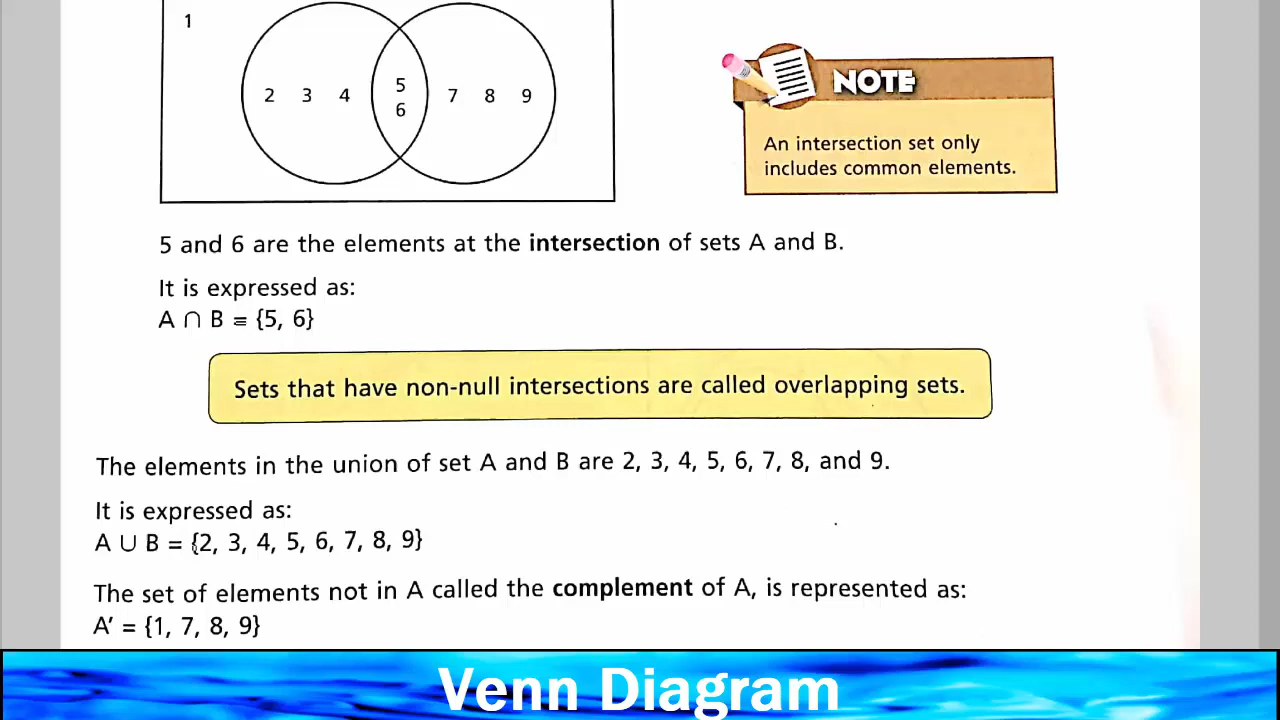 1
2 3 4 5 7 8 9
6
NOTE
An intersection set only
includes common elements.
5 and 6 are the elements at the intersection of sets A and B.
It is expressed as:
A ∩ B = {5, 6}
Sets that have non-null intersections are called overlapping sets.
The elements in the union of set A and B are 2, 3, 4, 5, 6, 7, 8, and 9.
It is expressed as:
A ∪ B = {2, 3, 4, 5, 6, 7, 8, 9}
The set of elements not in A called the complement of A, is represented as:
A′ = {1, 7, 8, 9}
Venn Diagram